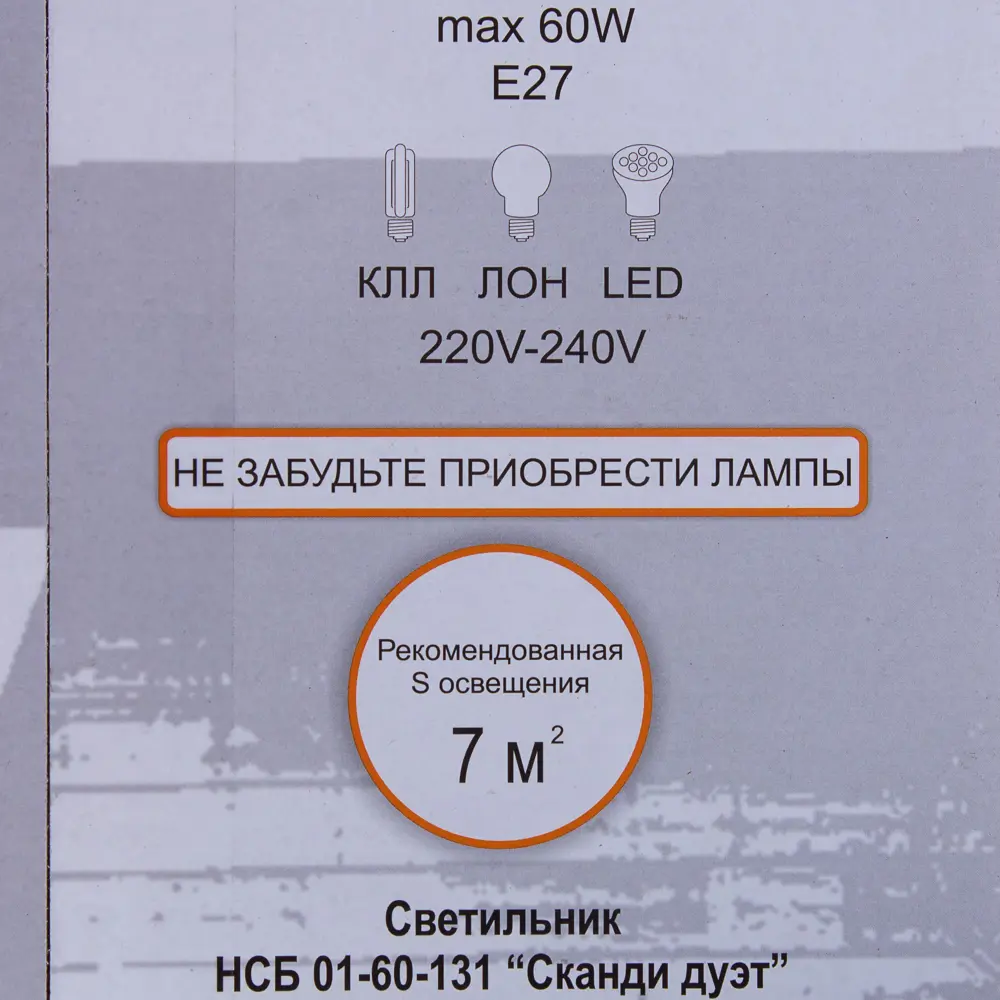 max 60W
E27
КЛЛ ЛОН LED
220V-240V
НЕ ЗАБУДЬТЕ ПРИОБРЕСТИ ЛАМПЫ
Рекомендованная
S освещения
7 м²
Светильник
НСБ 01-60-131 “Сканди дуэт”